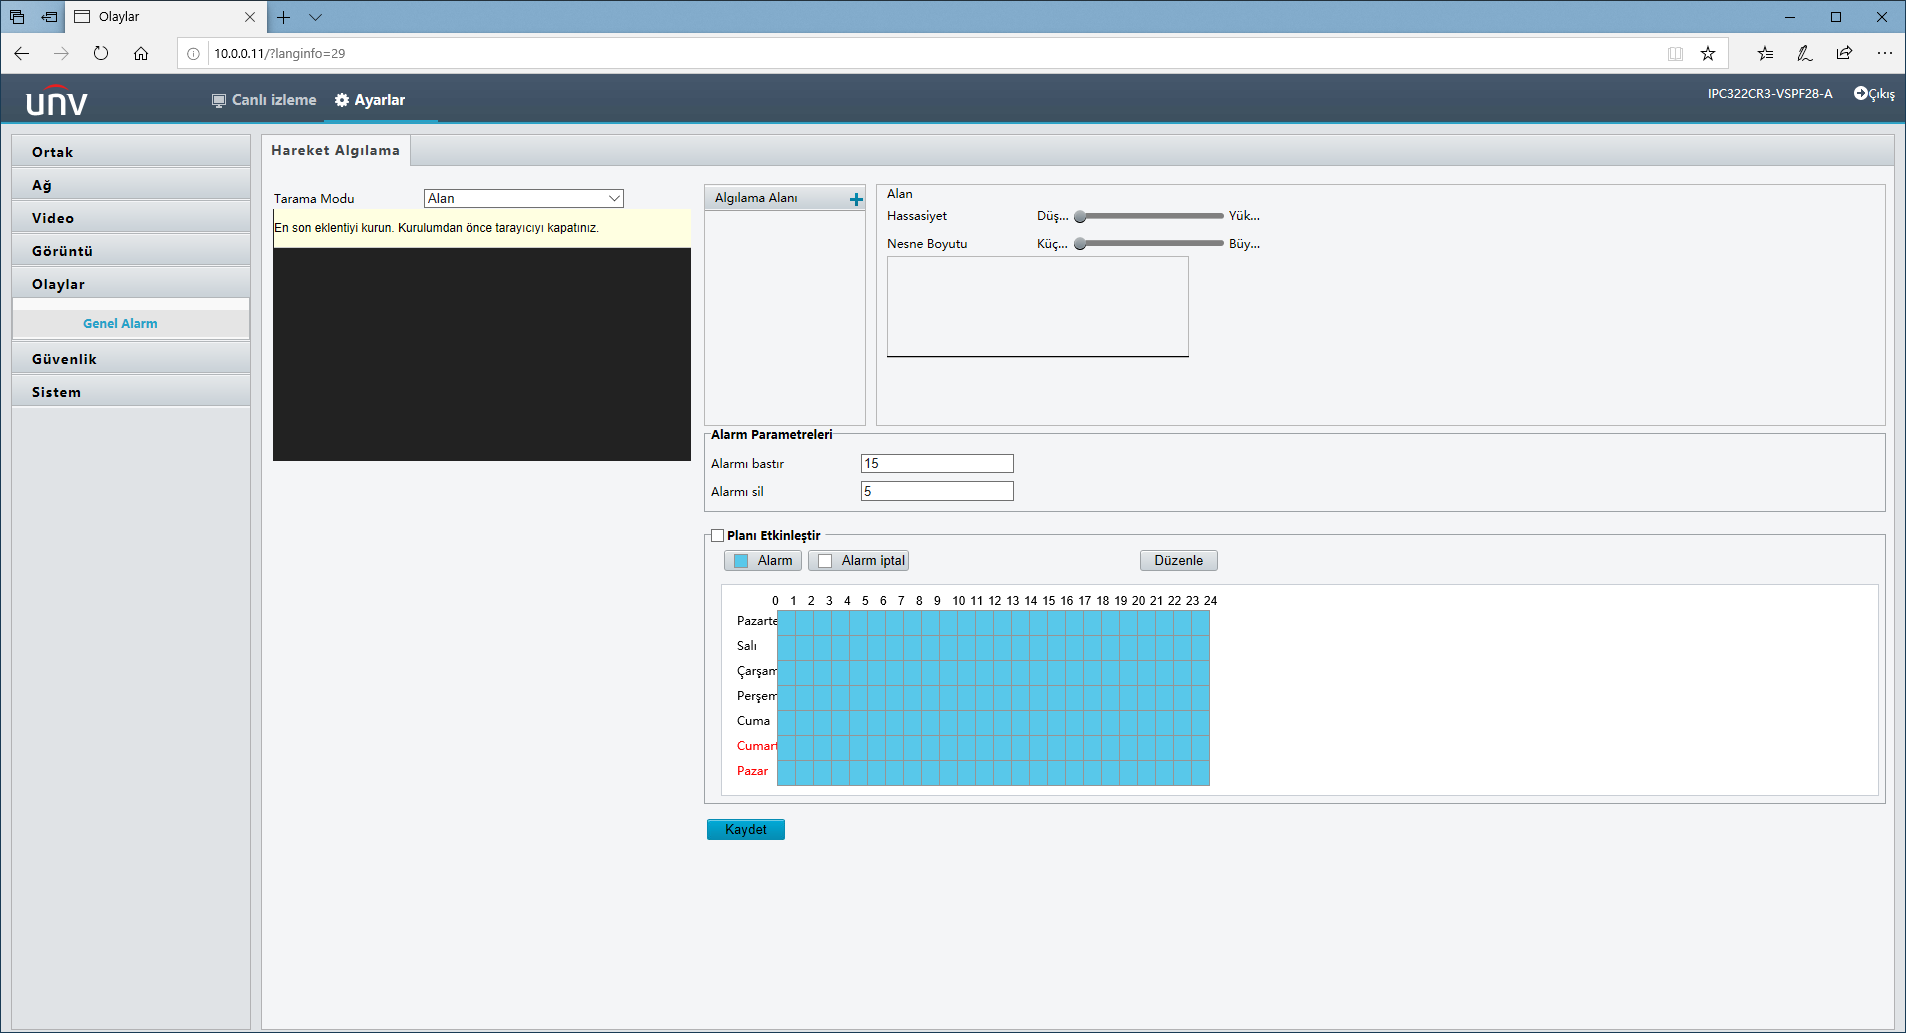 Olaylar
10.0.0.11/?langinfo=29
unv
Canlı izleme
Ayarlar
IPC322CR3-VSPF28-A
Çıkış
Ortak
Ağ
Video
Görüntü
Olaylar
Genel Alarm
Güvenlik
Sistem
Hareket Algılama
Tarama Modu
Alan
En son eklentiyi kurun. Kurulumdan önce tarayıcıyı kapatınız.
Algılama Alanı
Alan
Hassasiyet Düş... Yük...
Nesne Boyutu Küç... Büy...
Alarm Parametreleri
Alarmı bastır 15
Alarmı sil 5
Planı Etkinleştir
Alarm Alarm iptal Düzenle
0 1 2 3 4 5 6 7 8 9 10 11 12 13 14 15 16 17 18 19 20 21 22 23 24
Pazarte
Salı
Çarşam
Perşem
Cuma
Cumart
Pazar
Kaydet